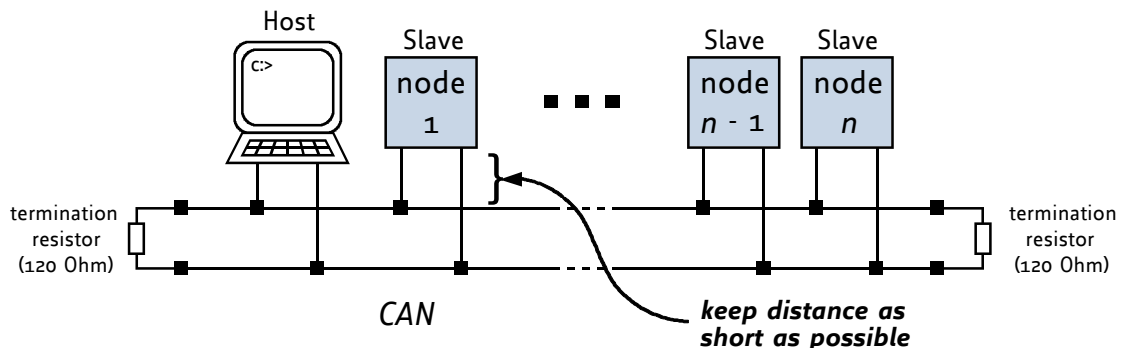 Host
C:>
Slave
node
1
Slave
node
n - 1
Slave
node
n
termination
resistor
(120 Ohm)
termination
resistor
(120 Ohm)
CAN
keep distance as
short as possible